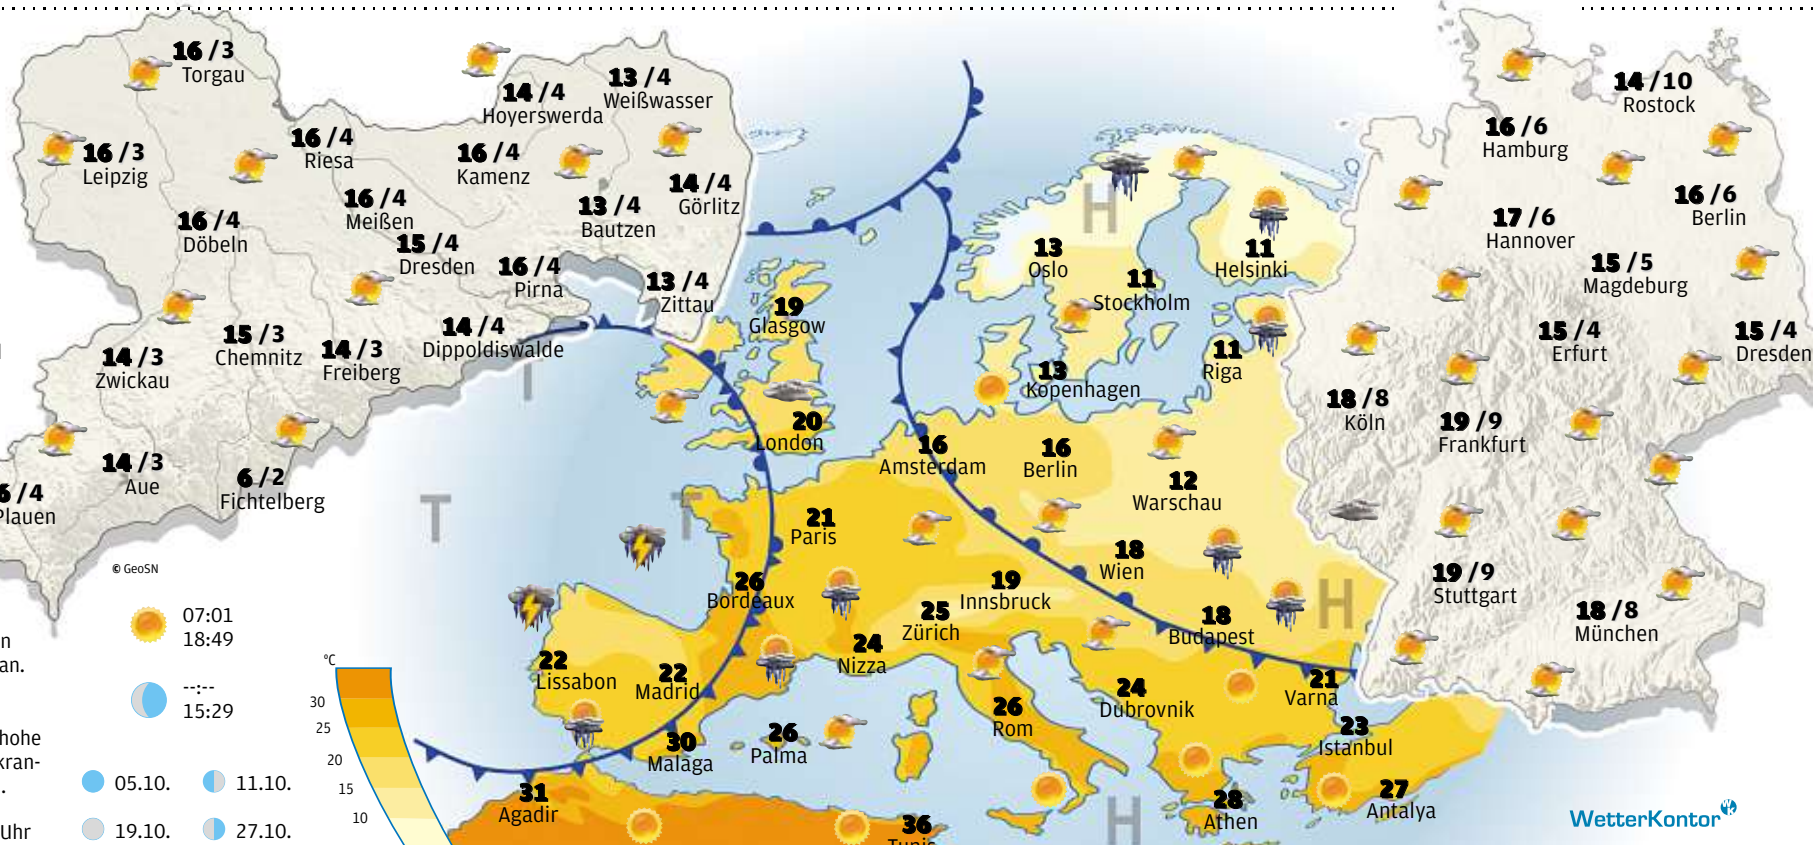 16/3
Torgau
14/4
Hoyerswerda
13/4
Weißwasser
16/3
Leipzig
16/4
Riesa
16/4
Kamenz
14/4
Görlitz
16/4
Meißen
13/4
Bautzen
16/4
Döbeln
15/4
Dresden
16/4
Pirna
13/4
Zittau
15/3
Chemnitz
14/3
Freiberg
14/4
Dippoldiswalde
14/3
Zwickau
14/3
Aue
6/2
Fichtelberg
/4
Plauen
© GeoSN
07:01
18:49
--:--
15:29
05.10.
11.10.
19.10.
27.10.
n
an.
hohe
kran-
.
Uhr
°C
30
25
20
15
10
T
T
T
H
H
H
19
Glasgow
20
London
13
Oslo
11
Stockholm
11
Helsinki
11
Riga
13
Kopenhagen
16
Amsterdam
16
Berlin
12
Warschau
21
Paris
18
Wien
26
Bordeaux
19
Innsbruck
25
Zürich
18
Budapest
24
Nizza
22
Lissabon
22
Madrid
24
Dubrovnik
21
Varna
26
Rom
23
Istanbul
26
Palma
30
Malaga
31
Agadir
27
Antalya
28
Athen
36
Tunis
14/10
Rostock
16/6
Hamburg
16/6
Berlin
17/6
Hannover
15/5
Magdeburg
15/4
Erfurt
15/4
Dresden
18/8
Köln
19/9
Frankfurt
19/9
Stuttgart
18/8
München
WetterKontor